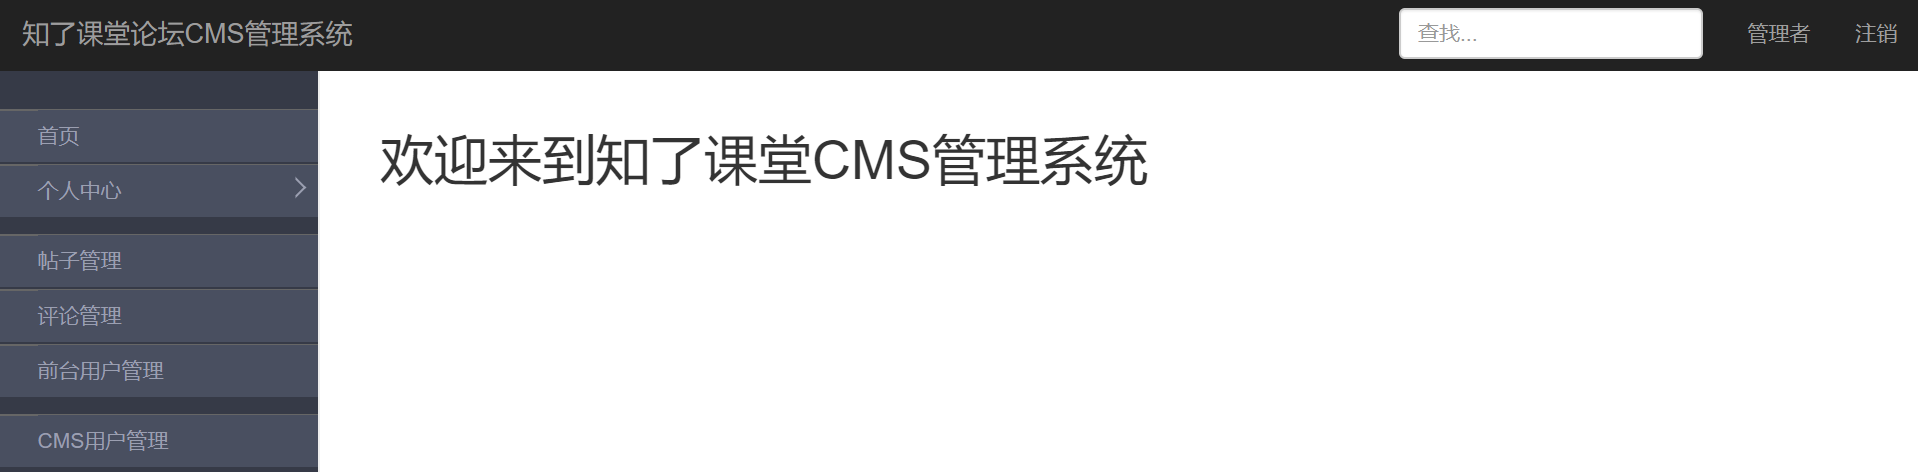 知了课堂论坛CMS管理系统
查找...
管理者
注销
首页
个人中心
帖子管理
评论管理
前台用户管理
CMS用户管理
欢迎来到知了课堂CMS管理系统